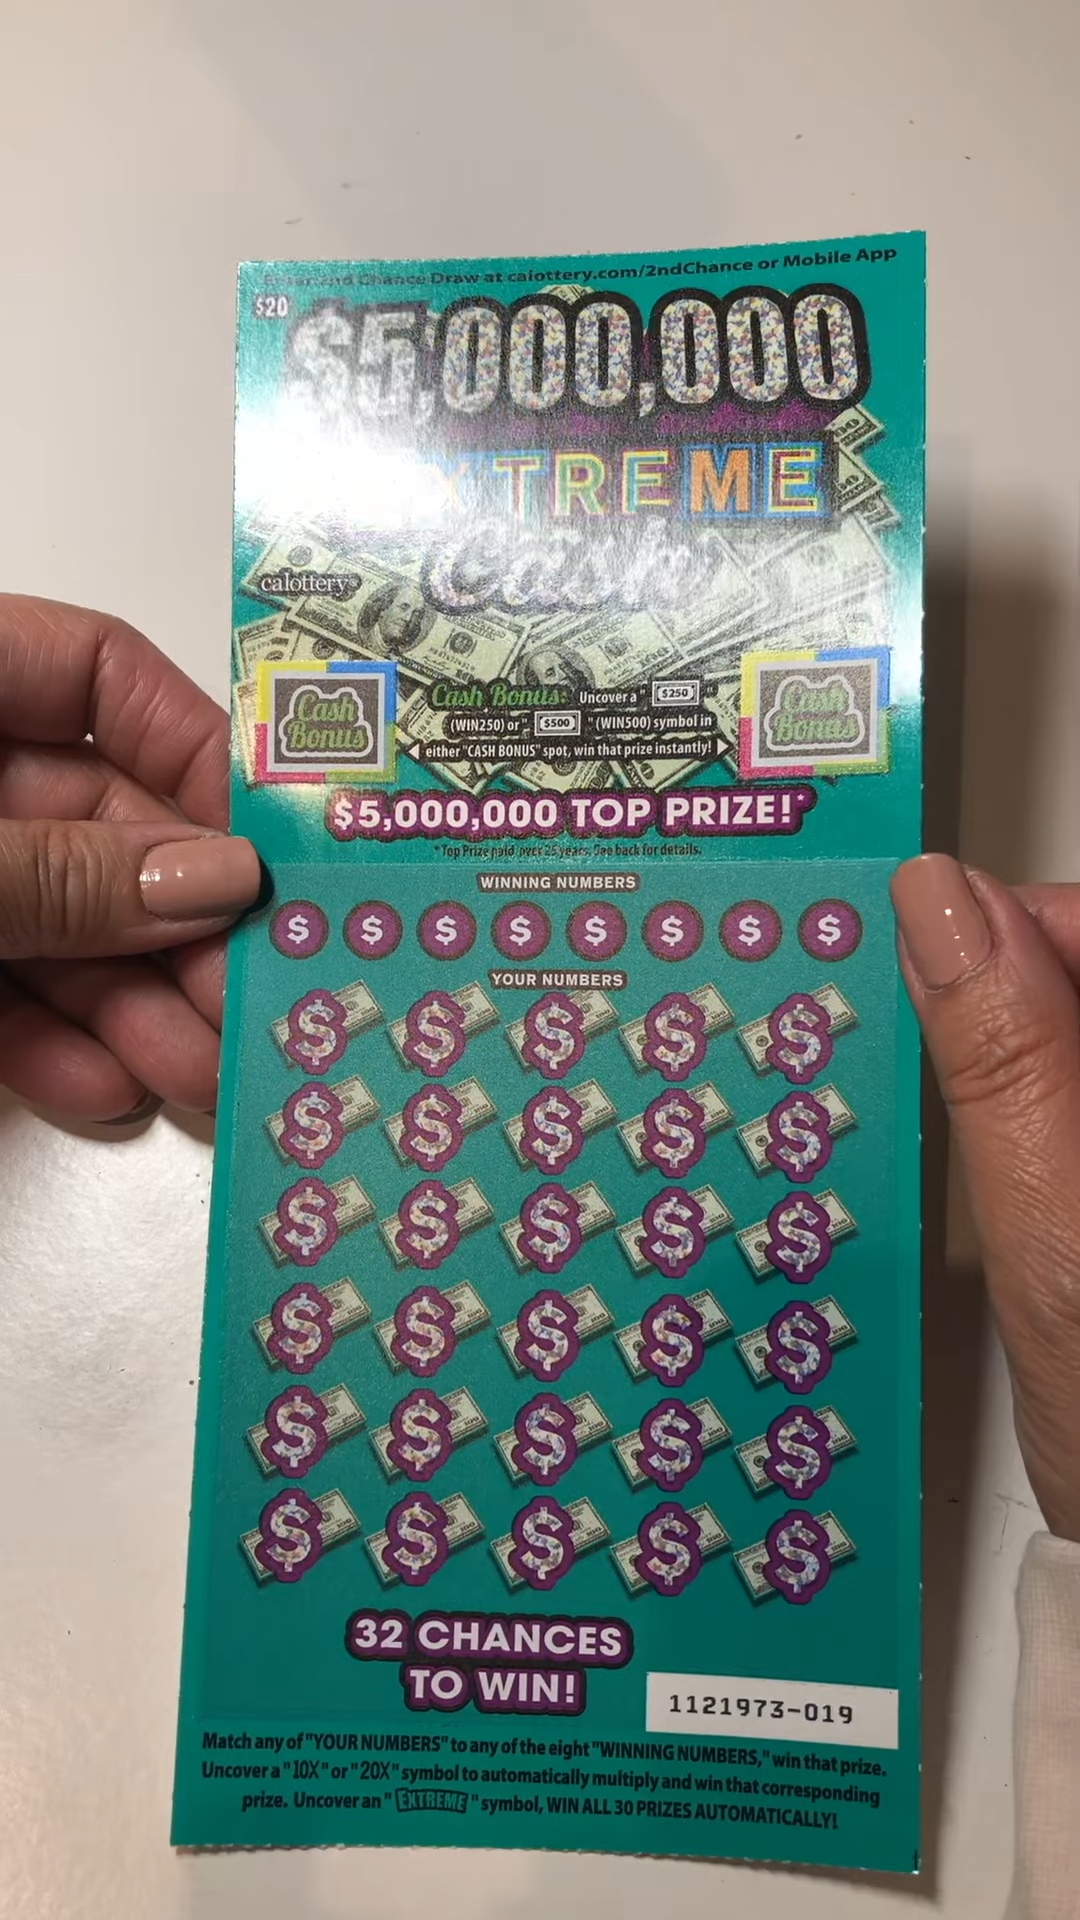 Enter 2nd Chance Draw at calottery.com/2ndChance or Mobile App
$20
$5,000,000
XTREME
Cash
calottery
Cash Bonus
Cash Bonus: Uncover a " $250 "
(WIN250) or " $500 " (WIN500) symbol in
either "CASH BONUS" spot, win that prize instantly!
Cash Bonus
$5,000,000 TOP PRIZE!*
*Top Prize paid over 25 years. See back for details.
WINNING NUMBERS
$ $ $ $ $ $ $ $
YOUR NUMBERS
$ $ $ $ $
$ $ $ $ $
$ $ $ $ $
$ $ $ $ $
$ $ $ $ $
$ $ $ $ $
32 CHANCES
TO WIN!
1121973-019
Match any of "YOUR NUMBERS" to any of the eight "WINNING NUMBERS," win that prize.
Uncover a "10X" or "20X" symbol to automatically multiply and win that corresponding
prize. Uncover an " EXTREME " symbol, WIN ALL 30 PRIZES AUTOMATICALLY!